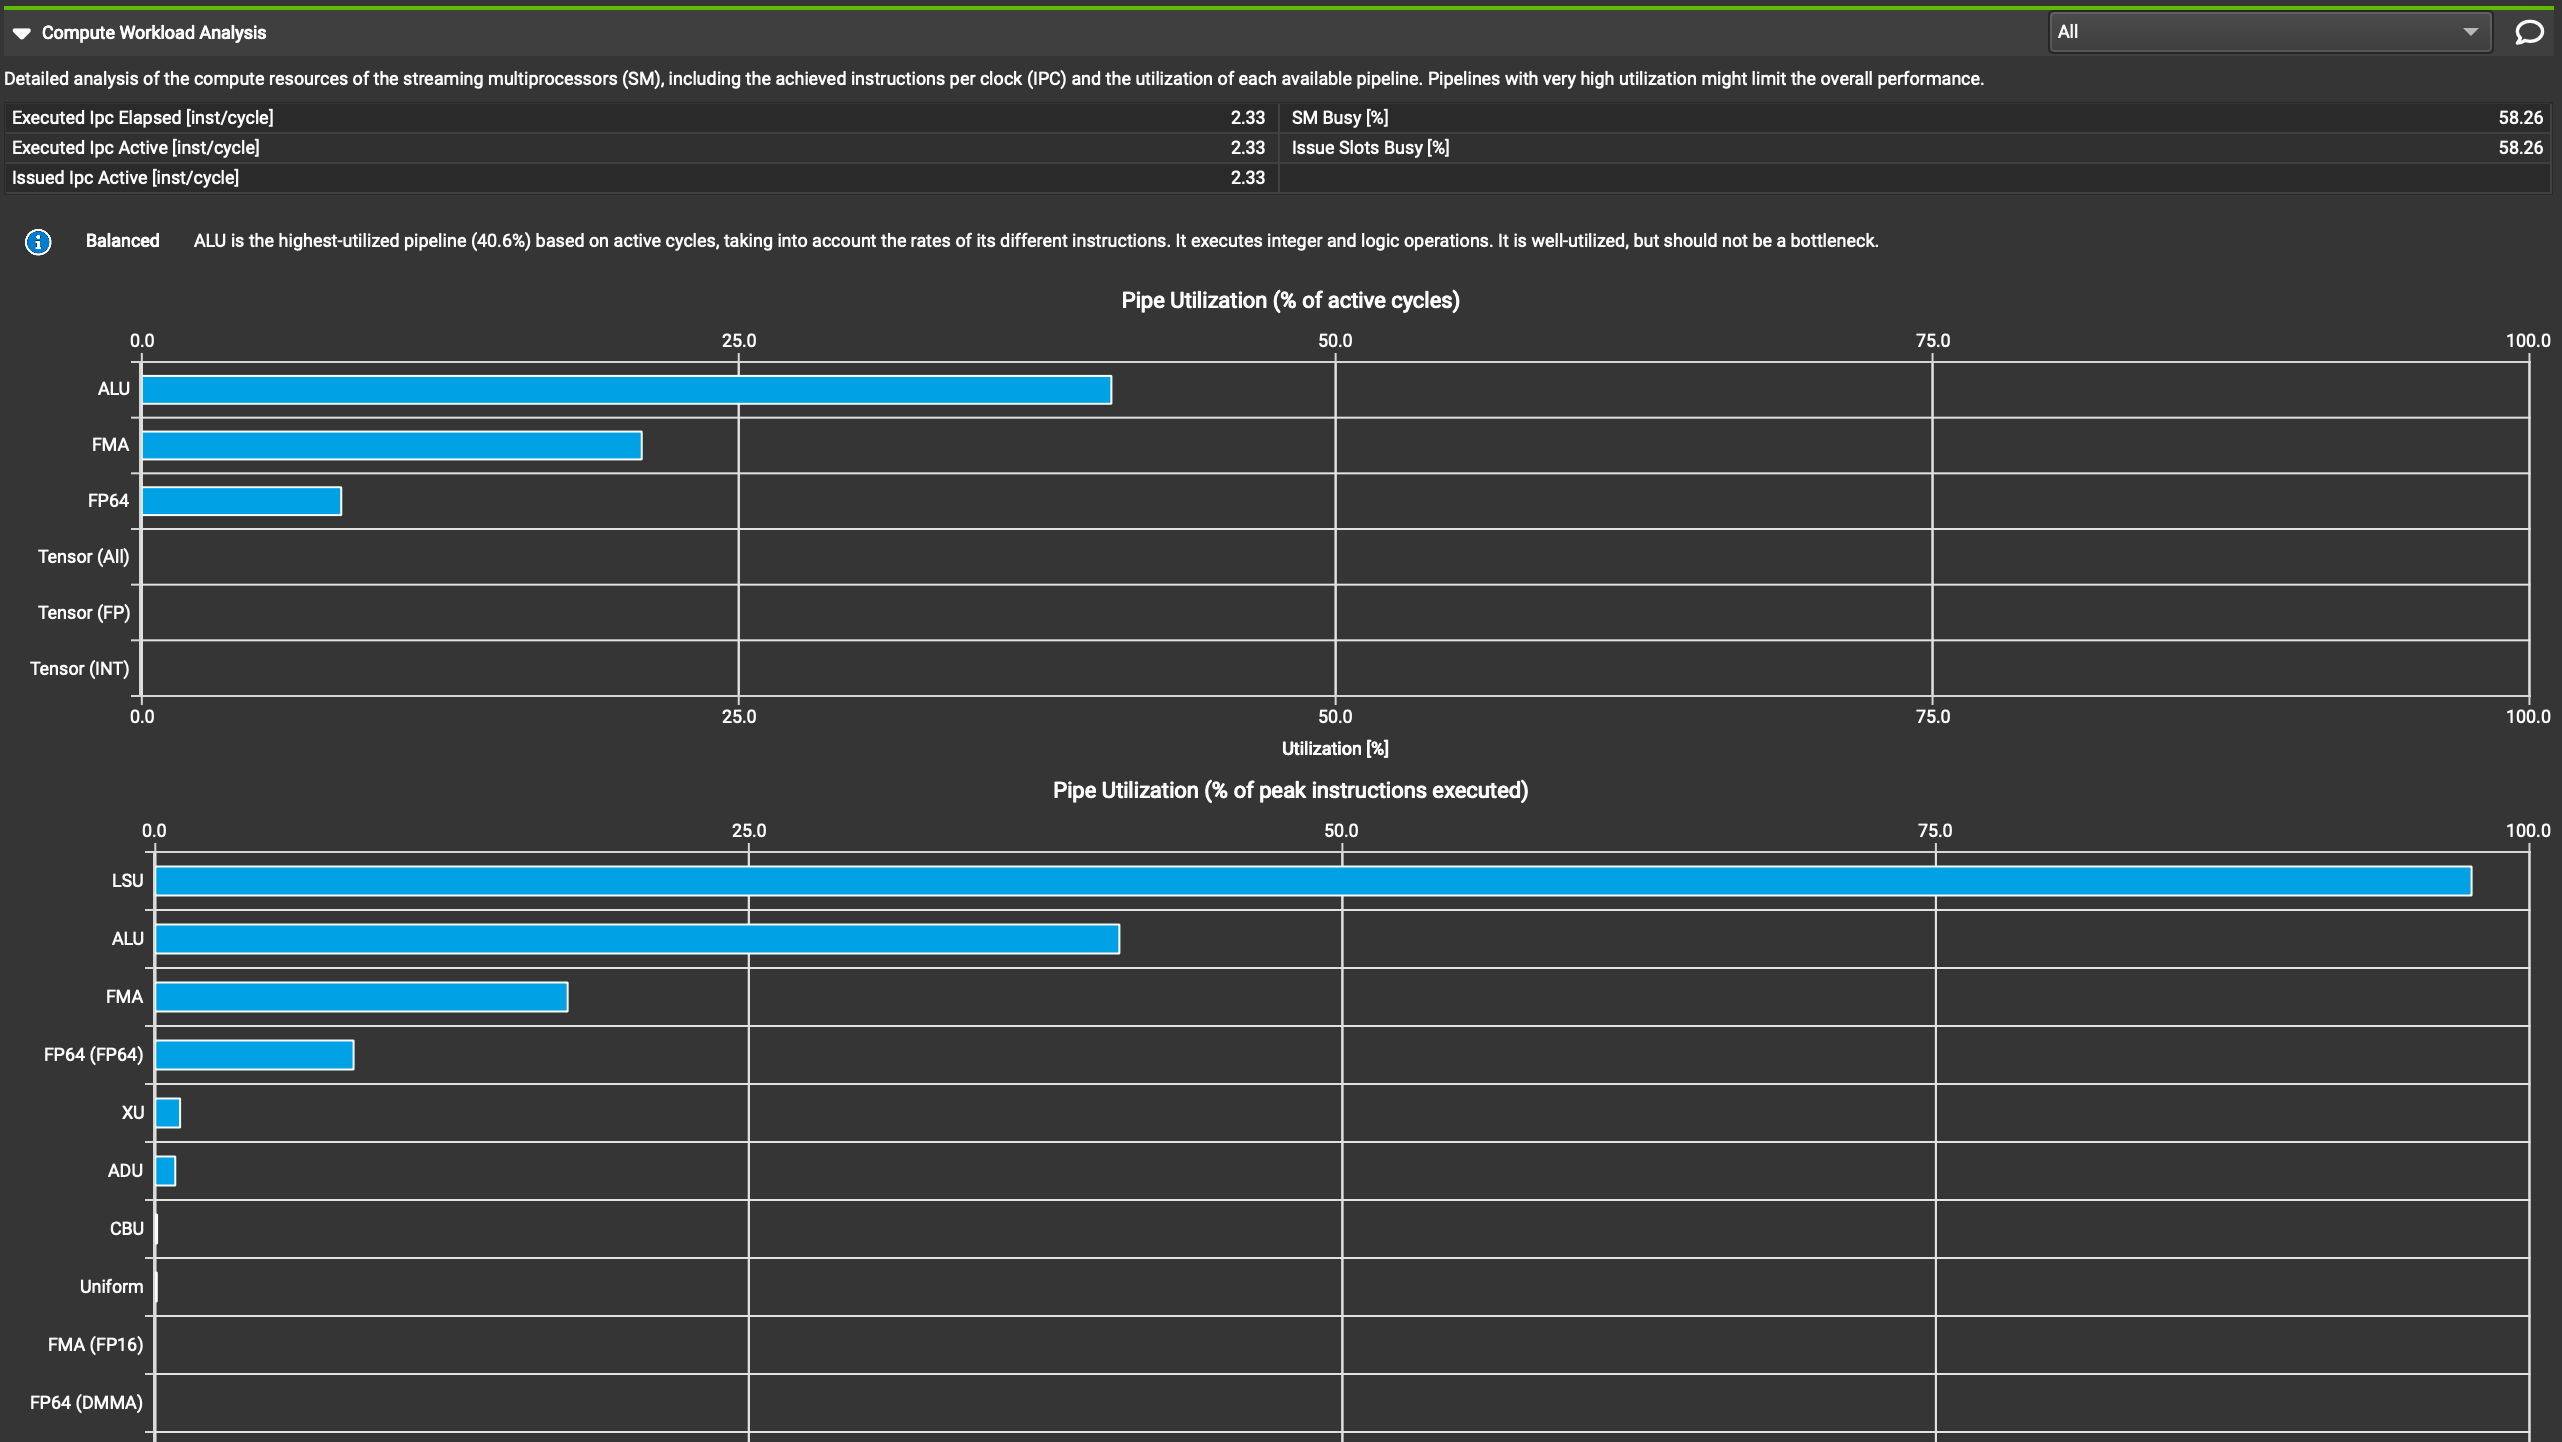 Compute Workload Analysis
All
Detailed analysis of the compute resources of the streaming multiprocessors (SM), including the achieved instructions per clock (IPC) and the utilization of each available pipeline. Pipelines with very high utilization might limit the overall performance.
Executed Ipc Elapsed [inst/cycle] 2.33 SM Busy [%] 58.26
Executed Ipc Active [inst/cycle] 2.33 Issue Slots Busy [%] 58.26
Issued Ipc Active [inst/cycle] 2.33
Balanced ALU is the highest-utilized pipeline (40.6%) based on active cycles, taking into account the rates of its different instructions. It executes integer and logic operations. It is well-utilized, but should not be a bottleneck.
Pipe Utilization (% of active cycles)
0.0 25.0 50.0 75.0 100.0
ALU
FMA
FP64
Tensor (All)
Tensor (FP)
Tensor (INT)
0.0 25.0 50.0 75.0 100.0
Utilization [%]
Pipe Utilization (% of peak instructions executed)
0.0 25.0 50.0 75.0 100.0
LSU
ALU
FMA
FP64 (FP64)
XU
ADU
CBU
Uniform
FMA (FP16)
FP64 (DMMA)